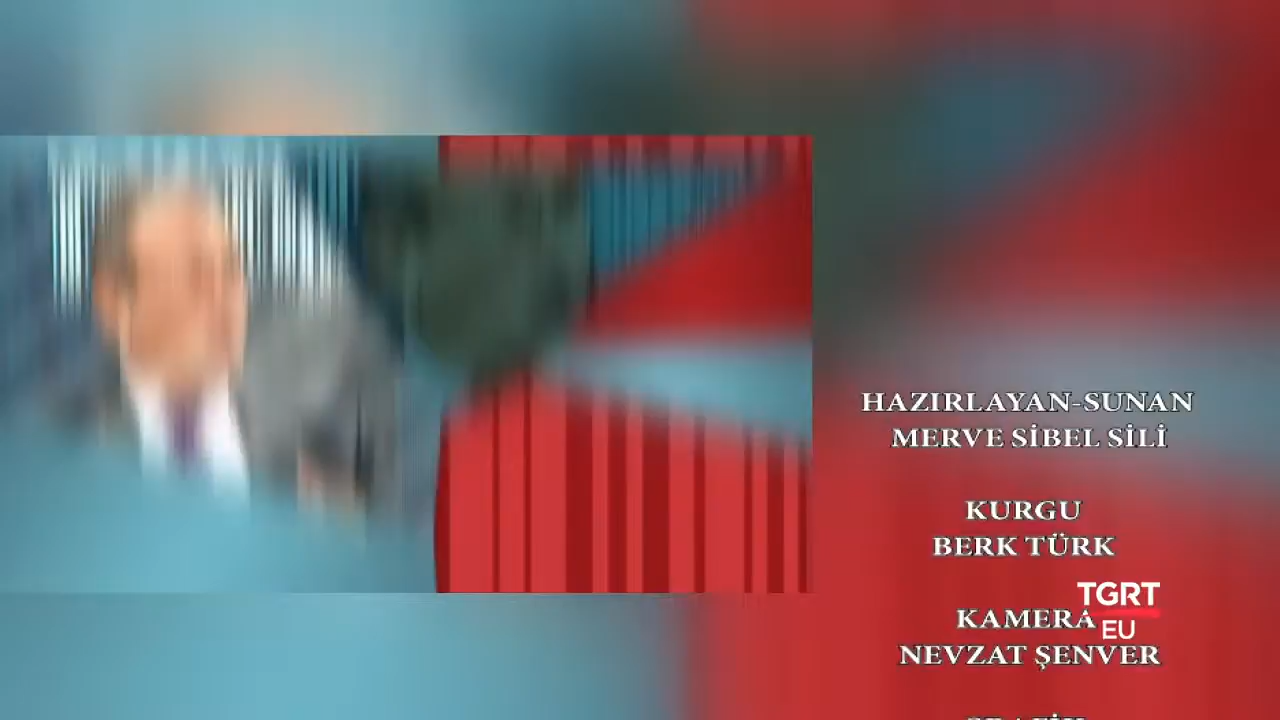 HAZIRLAYAN-SUNAN
MERVE SİBEL SİLİ
KURGU
BERK TÜRK
KAMERA
NEVZAT ŞENVER
TGRT
EU